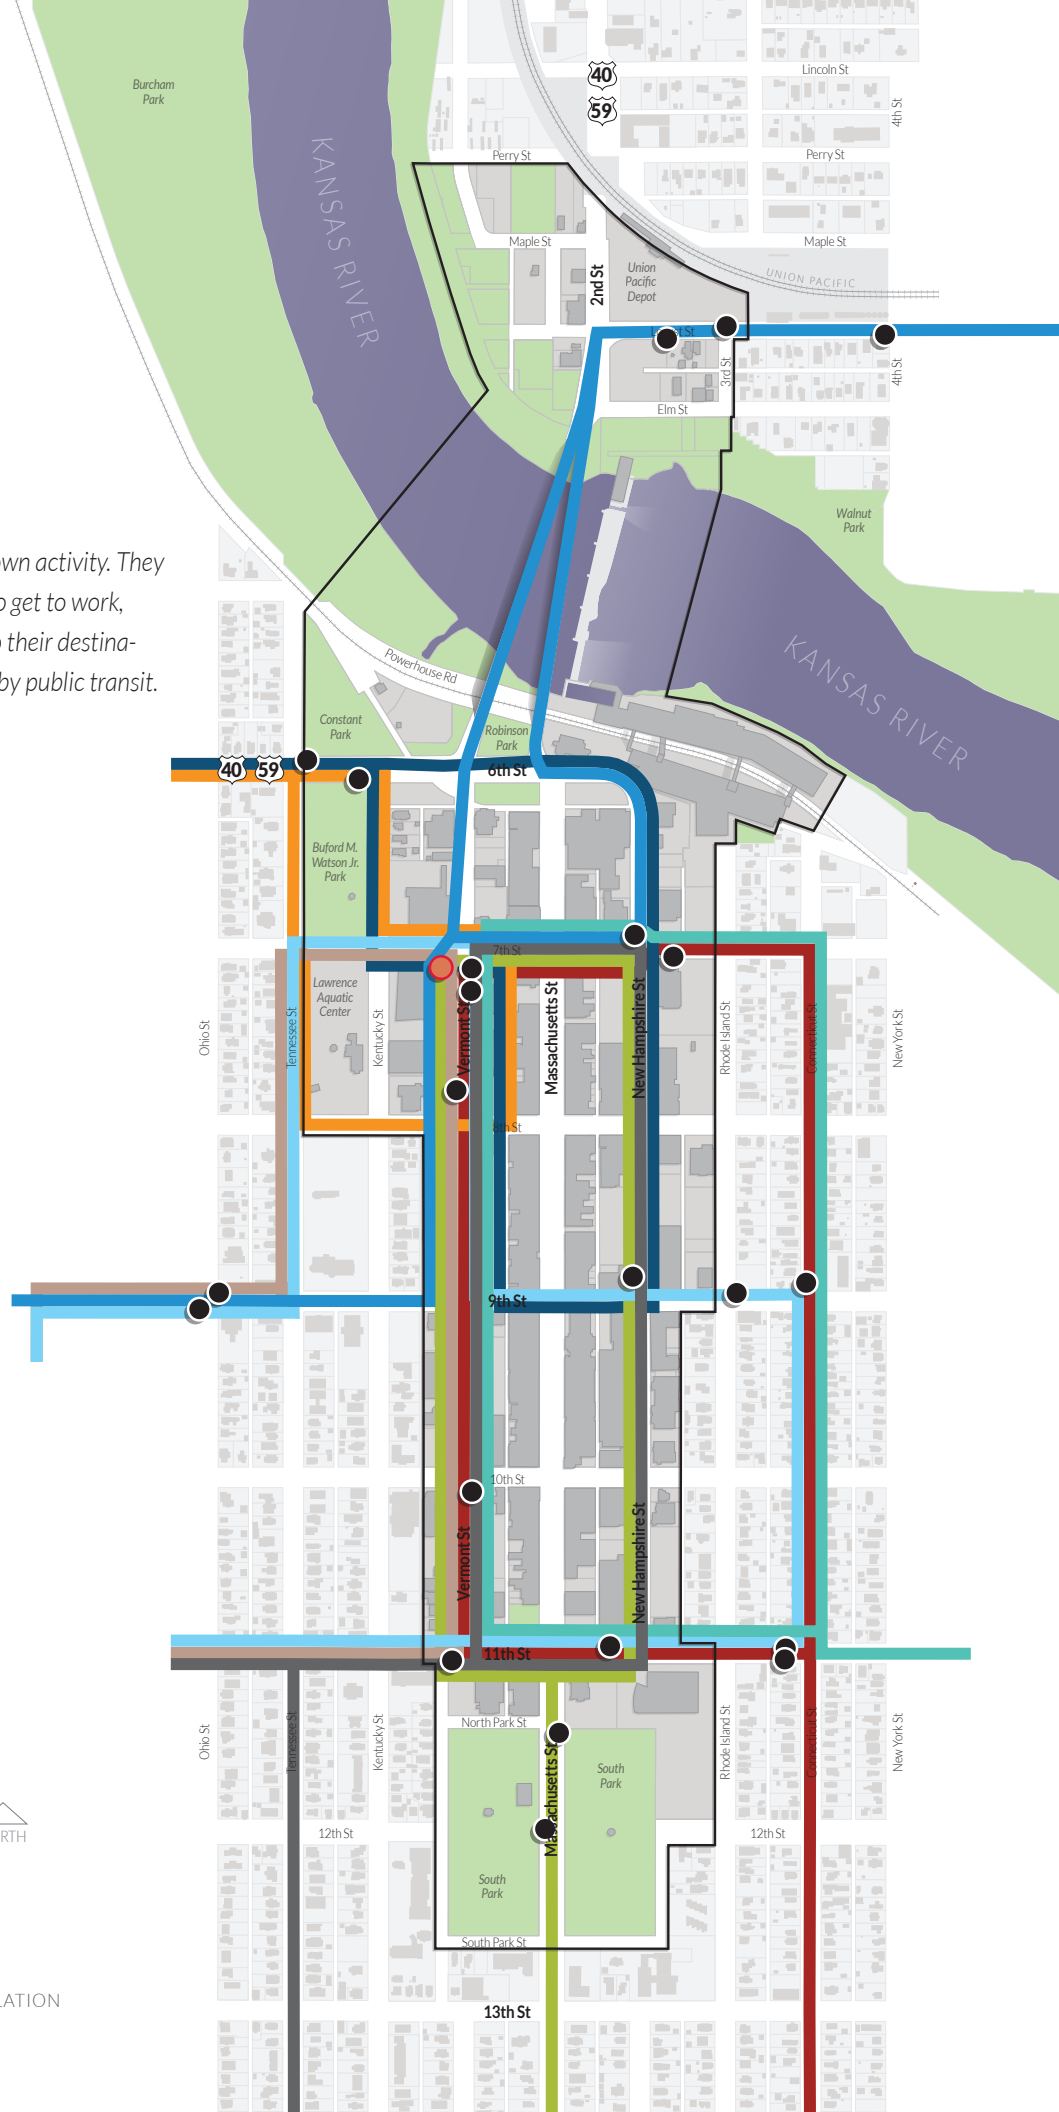 Lincoln St
40
59
4th St
Burcham
Park
KANSAS RIVER
Perry St
Perry St
Maple St
Maple St
2nd St
Union
Pacific
Depot
UNION PACIFIC
3rd St
4th St
Elm St
Walnut
Park
own activity. They
o get to work,
o their destina-
by public transit.
KANSAS RIVER
Powerhouse Rd
Constant
Park
Robinson
Park
40
59
6th St
Buford M.
Watson Jr.
Park
7th St
Lawrence
Aquatic
Center
Ohio St
Tennessee St
Kentucky St
Vermont St
Massachusetts St
New Hampshire St
Rhode Island St
Connecticut St
New York St
8th St
9th St
10th St
Vermont St
New Hampshire St
11th St
Ohio St
Tennessee St
Kentucky St
North Park St
Massachusetts St
South
Park
Rhode Island St
Connecticut St
New York St
RTH
12th St
12th St
South
Park
South Park St
LATION
13th St